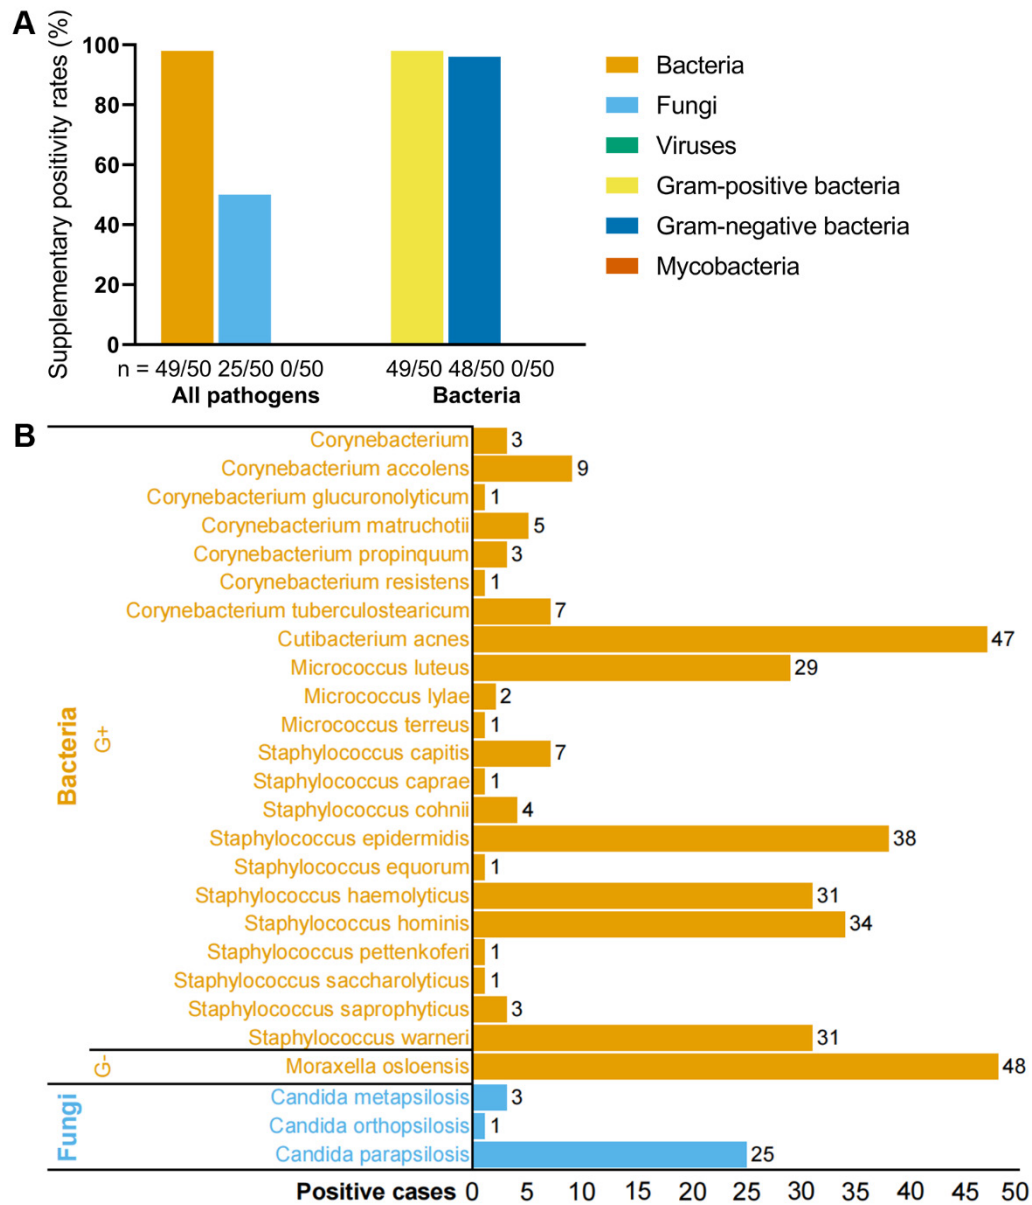 A
Supplementary positivity rates (%)
100
80
60
40
20
0
n = 49/50 25/50 0/50
49/50 48/50 0/50
All pathogens
Bacteria
Bacteria
Fungi
Viruses
Gram-positive bacteria
Gram-negative bacteria
Mycobacteria
B
Bacteria
G+
Corynebacterium 3
Corynebacterium accolens 9
Corynebacterium glucuronolyticum 1
Corynebacterium matruchotii 5
Corynebacterium propinquum 3
Corynebacterium resistens 1
Corynebacterium tuberculostearicum 7
Cutibacterium acnes 47
Micrococcus luteus 29
Micrococcus lylae 2
Micrococcus terreus 1
Staphylococcus capitis 7
Staphylococcus caprae 1
Staphylococcus cohnii 4
Staphylococcus epidermidis 38
Staphylococcus equorum 1
Staphylococcus haemolyticus 31
Staphylococcus hominis 34
Staphylococcus pettenkoferi 1
Staphylococcus saccharolyticus 1
Staphylococcus saprophyticus 3
Staphylococcus warneri 31
G-
Moraxella osloensis 48
Fungi
Candida metapsilosis 3
Candida orthopsilosis 1
Candida parapsilosis 25
Positive cases 0 5 10 15 20 25 30 35 40 45 50